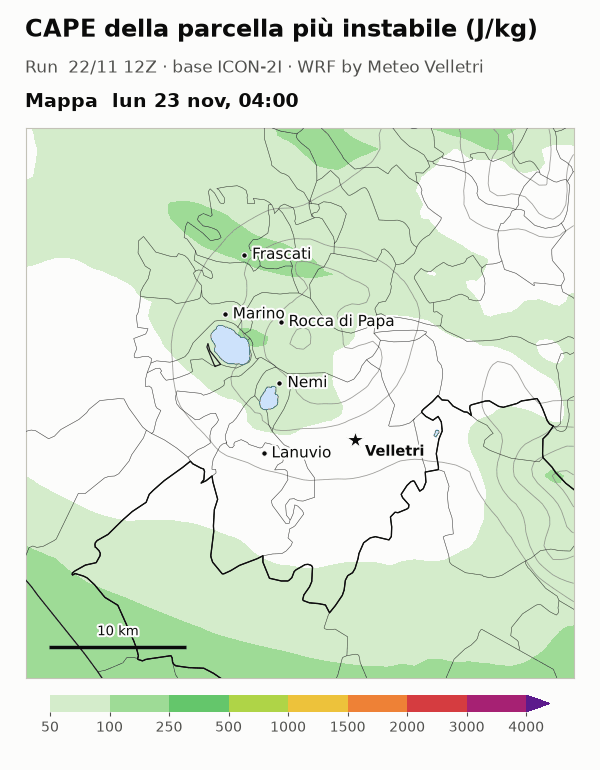 CAPE della parcella più instabile (J/kg)
Run 22/11 12Z · base ICON-2I · WRF by Meteo Velletri
Mappa lun 23 nov, 04:00
Frascati
Marino
Rocca di Papa
Nemi
Velletri
Lanuvio
10 km
50 100 250 500 1000 1500 2000 3000 4000